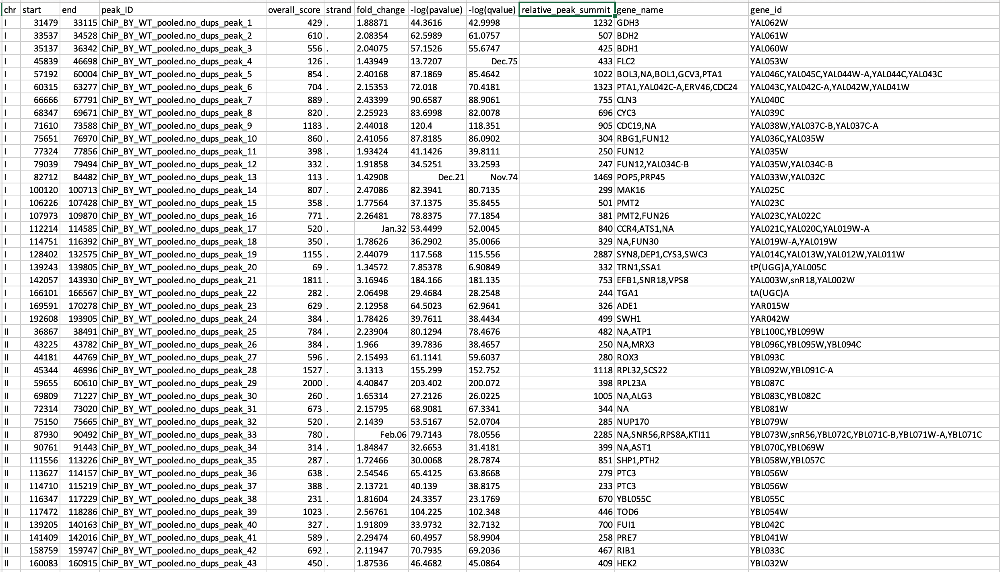 chr start end peak_ID overall_score strand fold_change -log(pavalue) -log(qvalue) relative_peak_summit gene_name gene_id
I 31479 33115 ChiP_BY_WT_pooled.no_dups_peak_1 429 . 1.88871 44.3616 42.9998 1232 GDH3 YAL062W
I 33537 34528 ChiP_BY_WT_pooled.no_dups_peak_2 610 . 2.08354 62.5989 61.0757 507 BDH2 YAL061W
I 35137 36342 ChiP_BY_WT_pooled.no_dups_peak_3 556 . 2.04075 57.1526 55.6747 425 BDH1 YAL060W
I 45839 46698 ChiP_BY_WT_pooled.no_dups_peak_4 126 . 1.43949 13.7207 Dec.75 433 FLC2 YAL053W
I 57192 60004 ChiP_BY_WT_pooled.no_dups_peak_5 854 . 2.40168 87.1869 85.4642 1022 BOL3,NA,BOL1,GCV3,PTA1 YAL046C,YAL045C,YAL044W-A,YAL044C,YAL043C
I 60315 63277 ChiP_BY_WT_pooled.no_dups_peak_6 704 . 2.15353 72.018 70.4181 1323 PTA1,YAL042C-A,ERV46,CDC24 YAL043C,YAL042C-A,YAL042W,YAL041W
I 66666 67791 ChiP_BY_WT_pooled.no_dups_peak_7 889 . 2.43399 90.6587 88.9061 755 CLN3 YAL040C
I 68347 69671 ChiP_BY_WT_pooled.no_dups_peak_8 820 . 2.25923 83.6998 82.0078 696 CYC3 YAL039C
I 71610 73588 ChiP_BY_WT_pooled.no_dups_peak_9 1183 . 2.44018 120.4 118.351 905 CDC19,NA YAL038W,YAL037C-B,YAL037C-A
I 75651 76970 ChiP_BY_WT_pooled.no_dups_peak_10 860 . 2.41056 87.8185 86.0902 304 RBG1,FUN12 YAL036C,YAL035W
I 77324 77856 ChiP_BY_WT_pooled.no_dups_peak_11 398 . 1.93424 41.1426 39.8111 250 FUN12 YAL035W
I 79039 79494 ChiP_BY_WT_pooled.no_dups_peak_12 332 . 1.91858 34.5251 33.2593 247 FUN12,YAL034C-B YAL035W,YAL034C-B
I 82712 84482 ChiP_BY_WT_pooled.no_dups_peak_13 113 . 1.42908 Dec.21 Nov.74 1469 POP5,PRP45 YAL033W,YAL032C
I 100120 100713 ChiP_BY_WT_pooled.no_dups_peak_14 807 . 2.47086 82.3941 80.7135 299 MAK16 YAL025C
I 106226 107428 ChiP_BY_WT_pooled.no_dups_peak_15 358 . 1.77564 37.1375 35.8455 501 PMT2 YAL023C
I 107973 109870 ChiP_BY_WT_pooled.no_dups_peak_16 771 . 2.26481 78.8375 77.1854 381 PMT2,FUN26 YAL023C,YAL022C
I 112214 114585 ChiP_BY_WT_pooled.no_dups_peak_17 520 . Jan.32 53.4499 52.0045 840 CCR4,ATS1,NA YAL021C,YAL020C,YAL019W-A
I 114751 116392 ChiP_BY_WT_pooled.no_dups_peak_18 350 . 1.78626 36.2902 35.0066 329 NA,FUN30 YAL019W-A,YAL019W
I 128402 132575 ChiP_BY_WT_pooled.no_dups_peak_19 1155 . 2.44079 117.568 115.556 2887 SYN8,DEP1,CYS3,SWC3 YAL014C,YAL013W,YAL012W,YAL011W
I 139243 139805 ChiP_BY_WT_pooled.no_dups_peak_20 69 . 1.34572 7.85378 6.90849 332 TRN1,SSA1 tP(UGG)A,YAL005C
I 142057 143930 ChiP_BY_WT_pooled.no_dups_peak_21 1811 . 3.16946 184.166 181.135 753 EFB1,SNR18,VPS8 YAL003W,snR18,YAL002W
I 166101 166567 ChiP_BY_WT_pooled.no_dups_peak_22 282 . 2.06498 29.4684 28.2548 244 TGA1 tA(UGC)A
I 169591 170278 ChiP_BY_WT_pooled.no_dups_peak_23 629 . 2.12958 64.5023 62.9641 326 ADE1 YAR015W
I 192608 193905 ChiP_BY_WT_pooled.no_dups_peak_24 384 . 1.78426 39.7611 38.4434 499 SWH1 YAR042W
II 36867 38491 ChiP_BY_WT_pooled.no_dups_peak_25 784 . 2.23904 80.1294 78.4676 482 NA,ATP1 YBL100C,YBL099W
II 43225 43782 ChiP_BY_WT_pooled.no_dups_peak_26 384 . 1.966 39.7836 38.4657 250 NA,MRX3 YBL096C,YBL095W,YBL094C
II 44181 44769 ChiP_BY_WT_pooled.no_dups_peak_27 596 . 2.15493 61.1141 59.6037 280 ROX3 YBL093C
II 45344 46996 ChiP_BY_WT_pooled.no_dups_peak_28 1527 . 3.1313 155.299 152.752 1118 RPL32,SCS22 YBL092W,YBL091C-A
II 59655 60610 ChiP_BY_WT_pooled.no_dups_peak_29 2000 . 4.40847 203.402 200.072 398 RPL23A YBL087C
II 69809 71227 ChiP_BY_WT_pooled.no_dups_peak_30 260 . 1.65314 27.2126 26.0225 1005 NA,ALG3 YBL083C,YBL082C
II 72314 73020 ChiP_BY_WT_pooled.no_dups_peak_31 673 . 2.15795 68.9081 67.3341 344 NA YBL081W
II 75150 75665 ChiP_BY_WT_pooled.no_dups_peak_32 520 . 2.1439 53.5167 52.0704 285 NUP170 YBL079W
II 87930 90492 ChiP_BY_WT_pooled.no_dups_peak_33 780 . Feb.06 79.7143 78.0556 2285 NA,SNR56,RPS8A,KTI11 YBL073W,snR56,YBL072C,YBL071C-B,YBL071W-A,YBL071C
II 90761 91443 ChiP_BY_WT_pooled.no_dups_peak_34 314 . 1.84847 32.6653 31.4181 399 NA,AST1 YBL070C,YBL069W
II 111556 113226 ChiP_BY_WT_pooled.no_dups_peak_35 287 . 1.72466 30.0068 28.7874 851 SHP1,PTH2 YBL058W,YBL057C
II 113627 114157 ChiP_BY_WT_pooled.no_dups_peak_36 638 . 2.54546 65.4125 63.8668 279 PTC3 YBL056W
II 114710 115219 ChiP_BY_WT_pooled.no_dups_peak_37 388 . 2.13721 40.139 38.8175 233 PTC3 YBL056W
II 116347 117229 ChiP_BY_WT_pooled.no_dups_peak_38 231 . 1.81604 24.3357 23.1769 670 YBL055C YBL055C
II 117472 118286 ChiP_BY_WT_pooled.no_dups_peak_39 1023 . 2.56761 104.225 102.348 446 TOD6 YBL054W
II 139205 140163 ChiP_BY_WT_pooled.no_dups_peak_40 327 . 1.91809 33.9732 32.7132 700 FUI1 YBL042C
II 141409 142016 ChiP_BY_WT_pooled.no_dups_peak_41 589 . 2.29474 60.4957 58.9904 258 PRE7 YBL041W
II 158759 159747 ChiP_BY_WT_pooled.no_dups_peak_42 692 . 2.11947 70.7935 69.2036 467 RIB1 YBL033C
II 160083 160915 ChiP_BY_WT_pooled.no_dups_peak_43 450 . 1.87536 46.4682 45.0864 409 HEK2 YBL032W